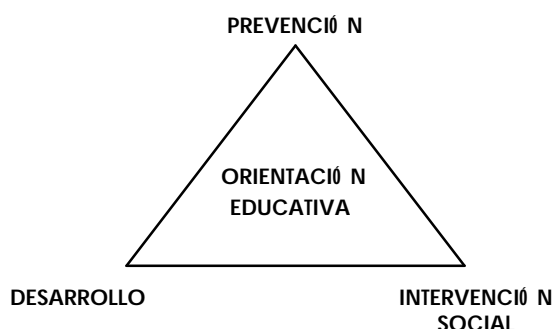 PREVENCIÓ N
ORIENTACIÓ N
EDUCATIVA
DESARROLLO
INTERVENCIÓ N
SOCIAL